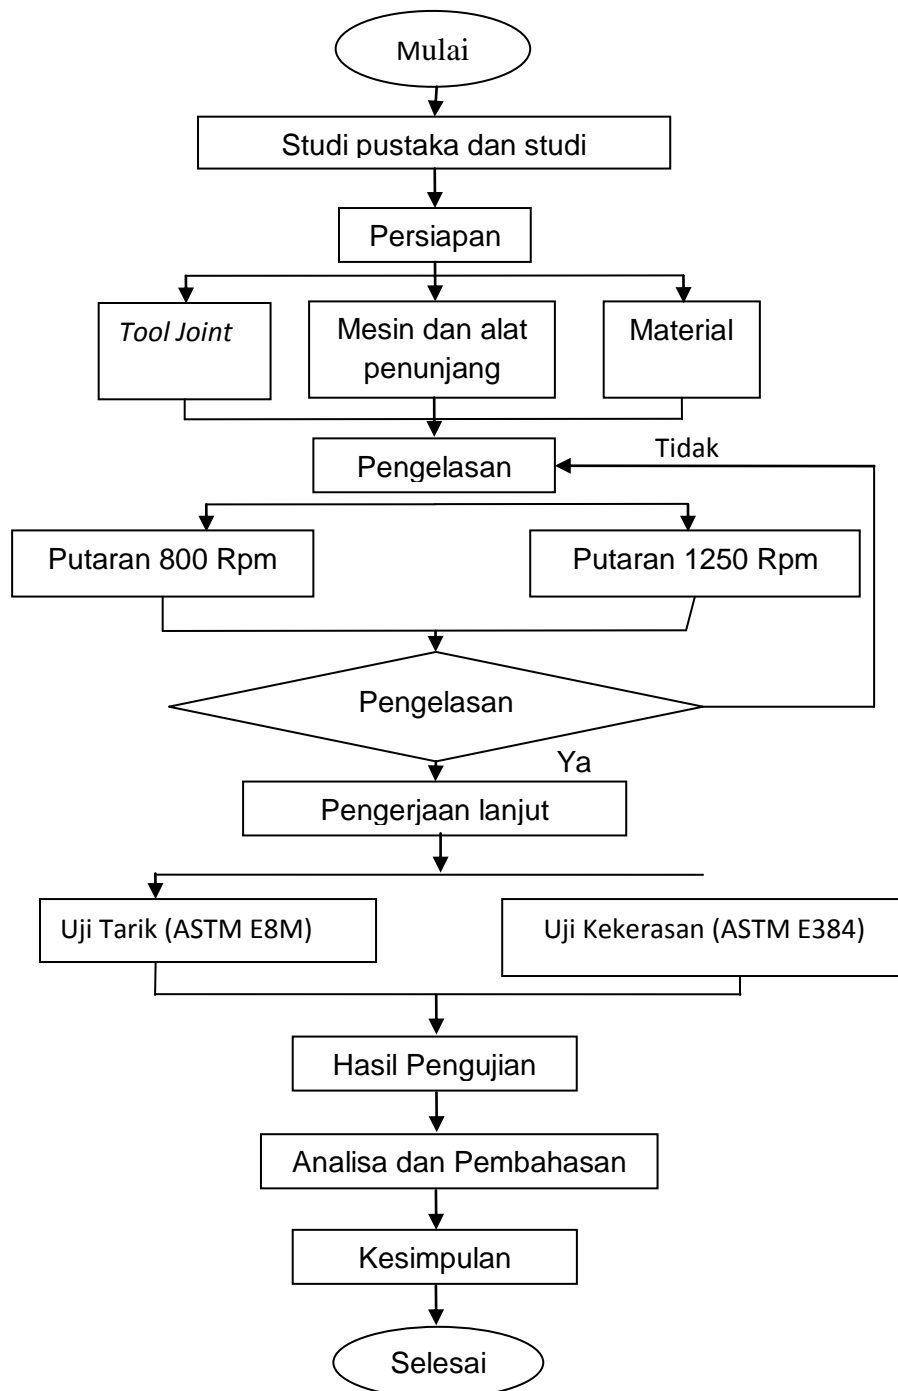 Mulai
Studi pustaka dan studi
Persiapan
Tool Joint
Mesin dan alat
penunjang
Material
Pengelasan
Tidak
Putaran 800 Rpm
Putaran 1250 Rpm
Pengelasan
Ya
Pengerjaan lanjut
Uji Tarik (ASTM E8M)
Uji Kekerasan (ASTM E384)
Hasil Pengujian
Analisa dan Pembahasan
Kesimpulan
Selesai